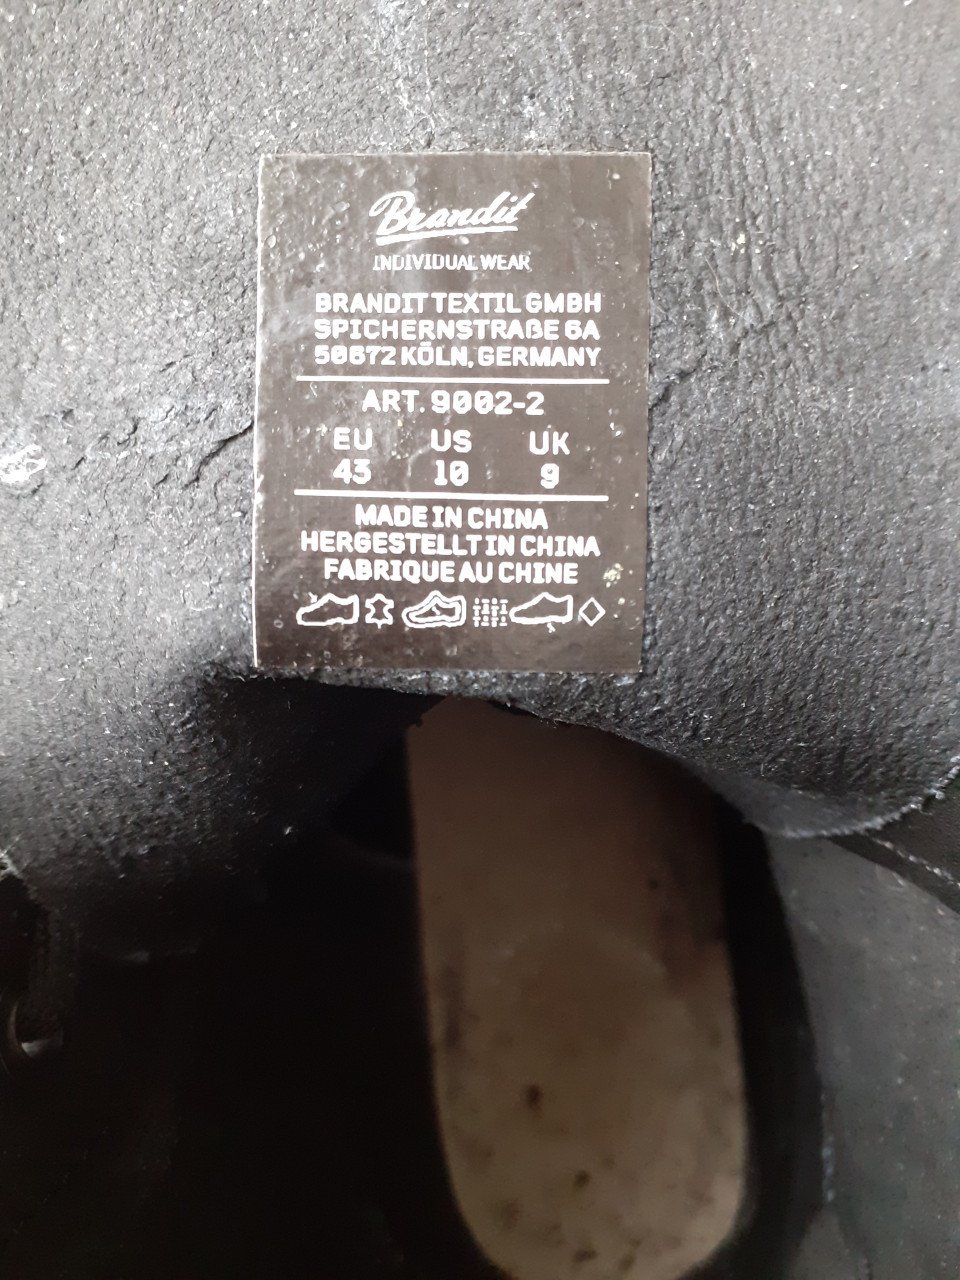 Brandit
INDIVIDUAL WEAR
BRANDIT TEXTIL GMBH
SPICHERNSTRAßE 6A
50672 KÖLN, GERMANY
ART. 9002-2
EU US UK
43 10 9
MADE IN CHINA
HERGESTELLT IN CHINA
FABRIQUE AU CHINE